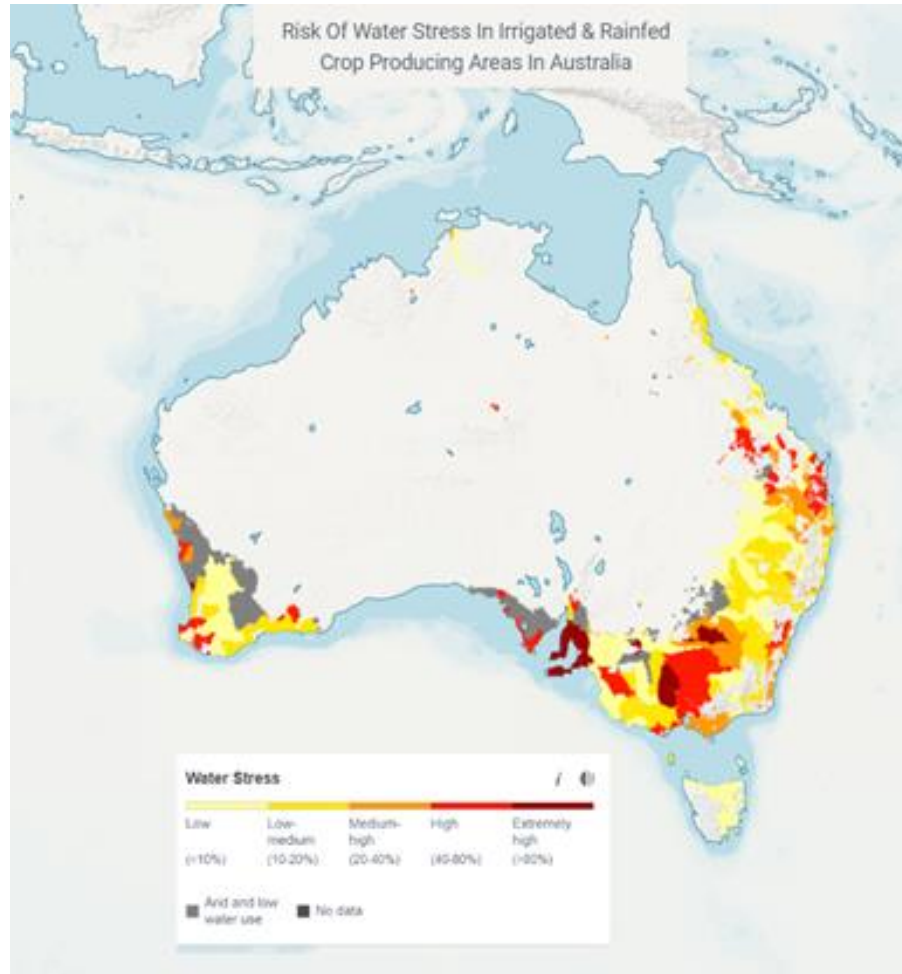 Risk Of Water Stress In Irrigated & Rainfed
Crop Producing Areas In Australia
Water Stress
Low
Low-
medium
Medium-
high
High
Extremely
high
(<10%)
(10-20%)
(20-40%)
(40-80%)
(>80%)
Arid and low
water use
No data